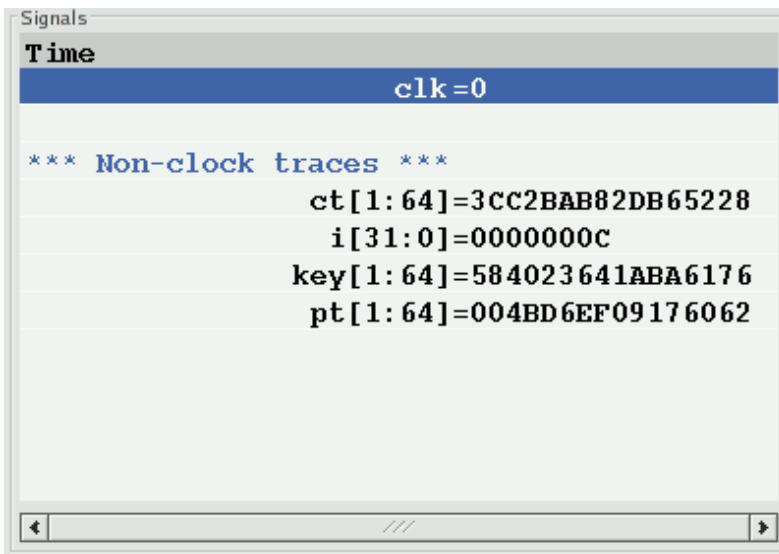 Signals
Time
clk=0
*** Non-clock traces ***
ct[1:64]=3CC2BAB82DB65228
i[31:0]=0000000C
key[1:64]=584023641ABA6176
pt[1:64]=004BD6EF09176062